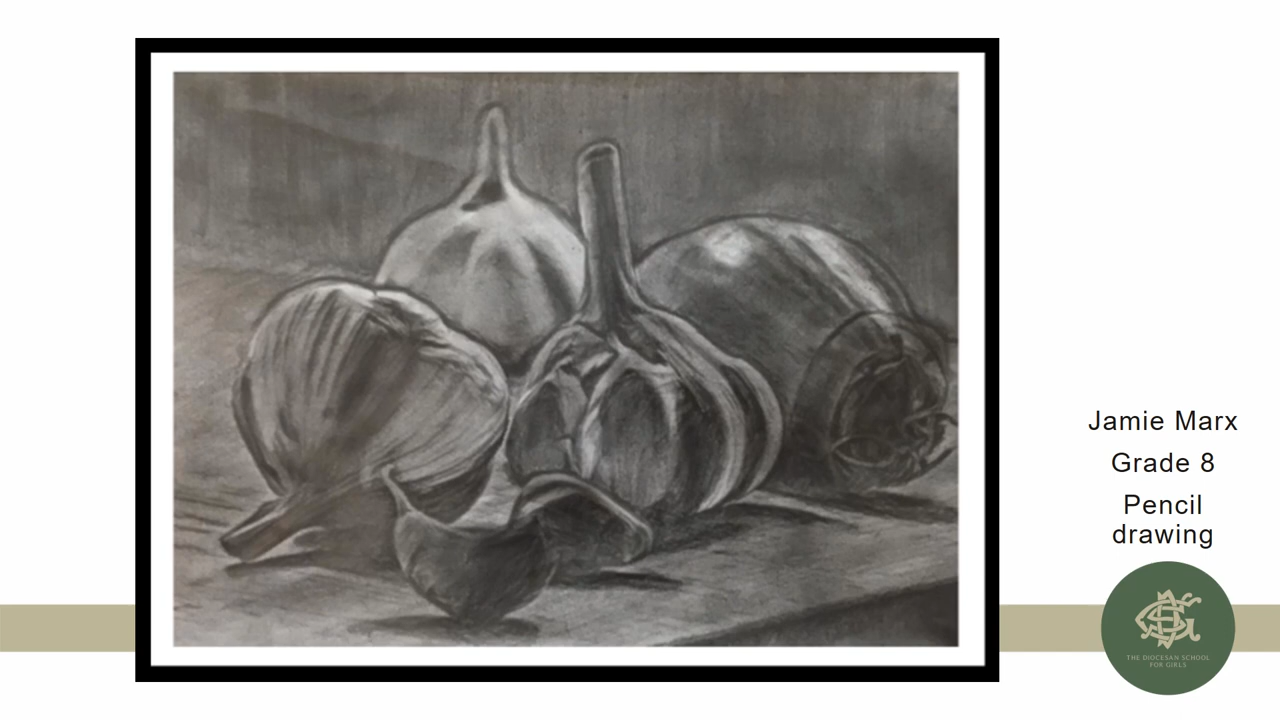 Jamie Marx
Grade 8
Pencil
drawing
THE DIOCESAN SCHOOL
FOR GIRLS